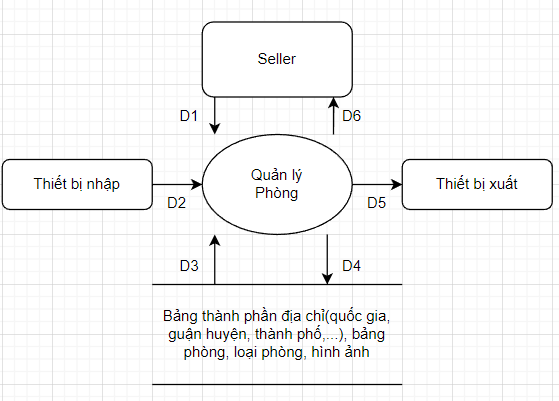 Seller
D1
D6
Thiết bị nhập
D2
Quản lý
Phòng
D5
Thiết bị xuất
D3
D4
Bảng thành phần địa chỉ(quốc gia,
guận huyện, thành phố,...), bảng
phòng, loại phòng, hình ảnh